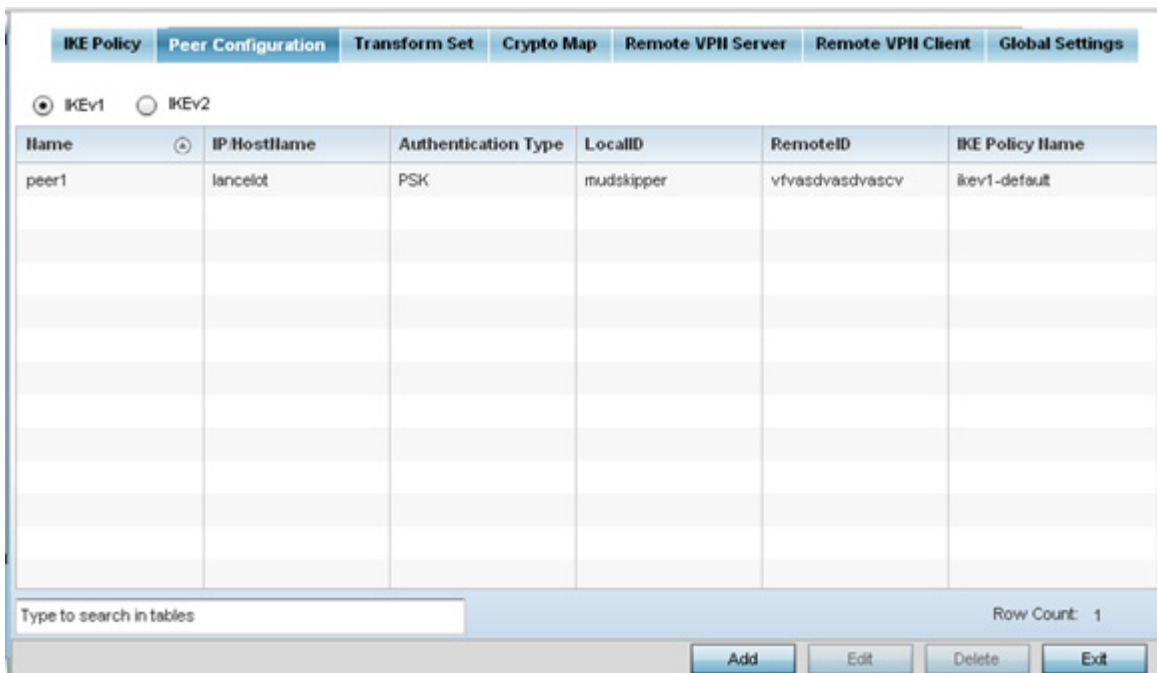 IKE Policy Peer Configuration Transform Set Crypto Map Remote VPN Server Remote VPN Client Global Settings
IKEv1 IKEv2
Name IP/HostName Authentication Type LocalID RemoteID IKE Policy Name
peer1 lancelot PSK mudskipper vfvasdvasdvascv ikev1-default
Type to search in tables Row Count: 1
Add Edit Delete Exit